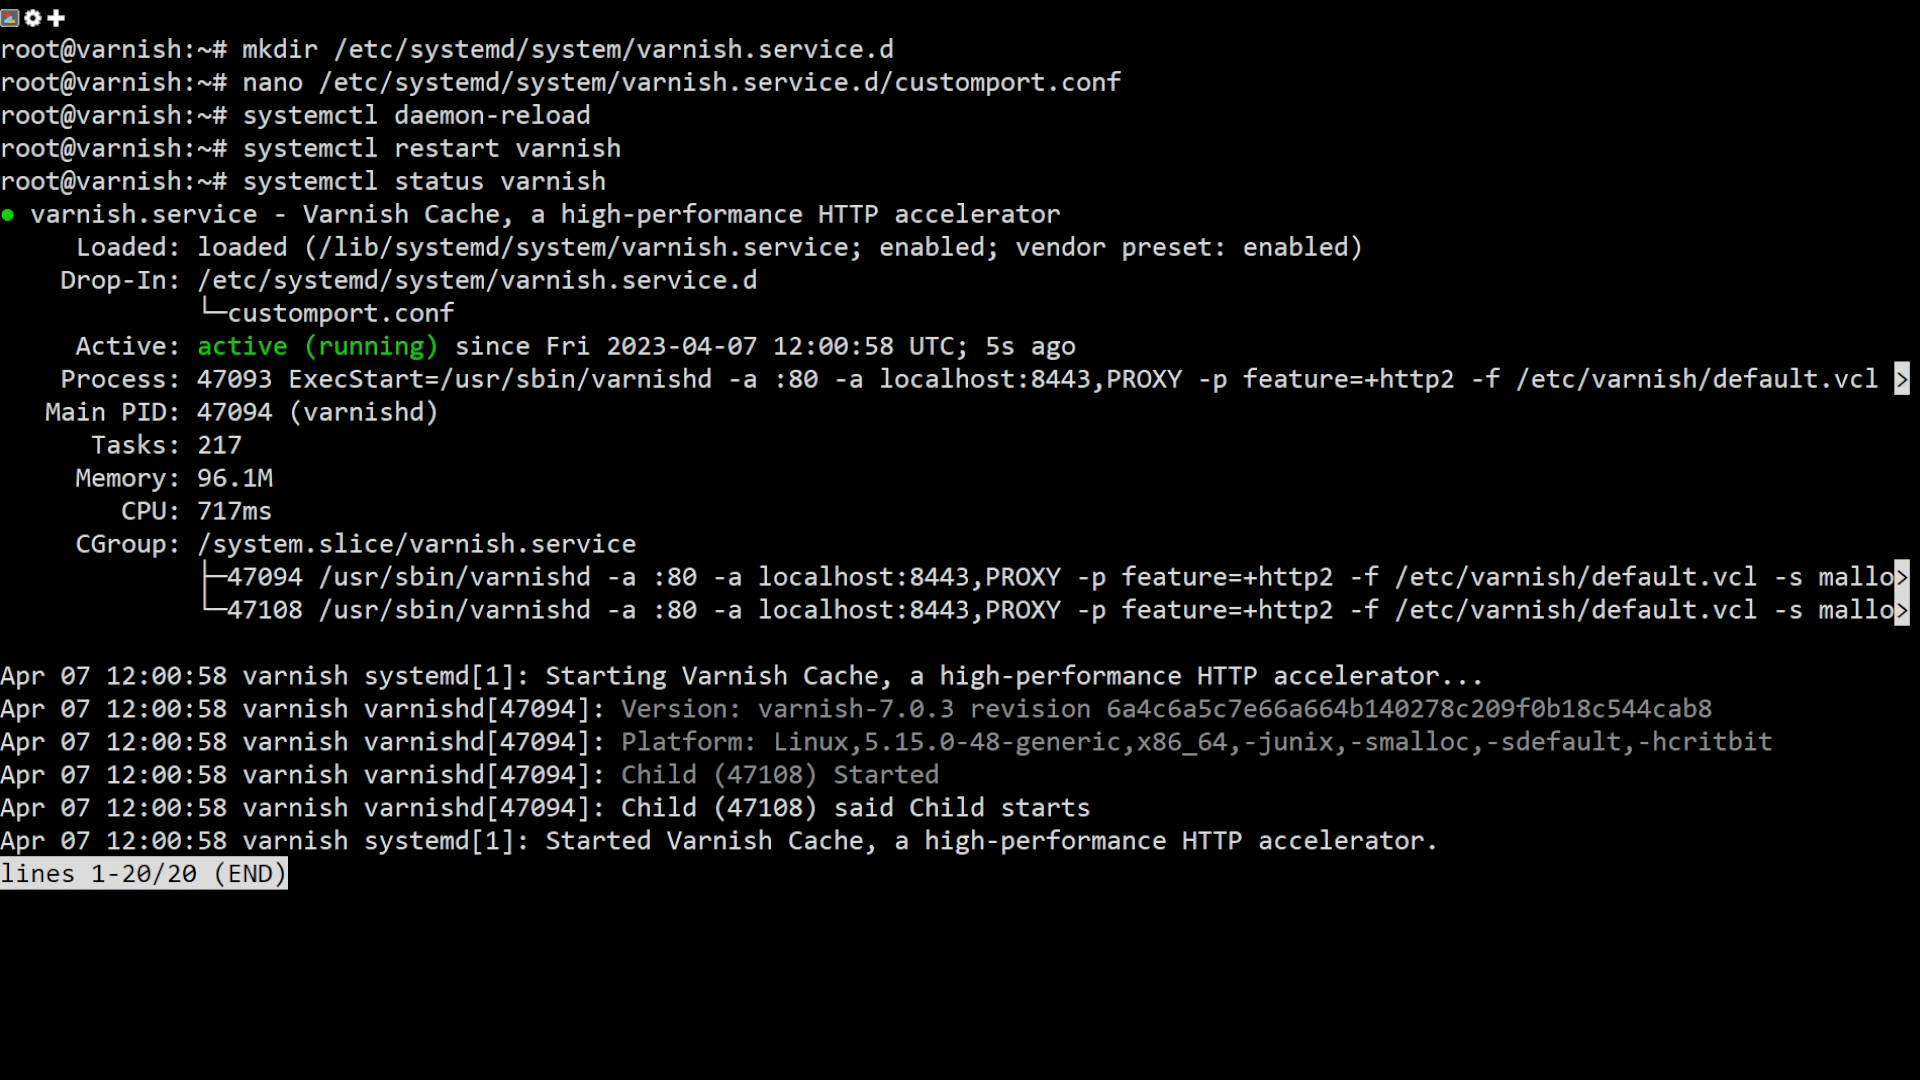 root@varnish:~# mkdir /etc/systemd/system/varnish.service.d
root@varnish:~# nano /etc/systemd/system/varnish.service.d/customport.conf
root@varnish:~# systemctl daemon-reload
root@varnish:~# systemctl restart varnish
root@varnish:~# systemctl status varnish
● varnish.service - Varnish Cache, a high-performance HTTP accelerator
     Loaded: loaded (/lib/systemd/system/varnish.service; enabled; vendor preset: enabled)
    Drop-In: /etc/systemd/system/varnish.service.d
             └─customport.conf
     Active: active (running) since Fri 2023-04-07 12:00:58 UTC; 5s ago
    Process: 47093 ExecStart=/usr/sbin/varnishd -a :80 -a localhost:8443,PROXY -p feature=+http2 -f /etc/varnish/default.vcl >
   Main PID: 47094 (varnishd)
      Tasks: 217
     Memory: 96.1M
        CPU: 717ms
     CGroup: /system.slice/varnish.service
             ├─47094 /usr/sbin/varnishd -a :80 -a localhost:8443,PROXY -p feature=+http2 -f /etc/varnish/default.vcl -s mallo>
             └─47108 /usr/sbin/varnishd -a :80 -a localhost:8443,PROXY -p feature=+http2 -f /etc/varnish/default.vcl -s mallo>

Apr 07 12:00:58 varnish systemd[1]: Starting Varnish Cache, a high-performance HTTP accelerator...
Apr 07 12:00:58 varnish varnishd[47094]: Version: varnish-7.0.3 revision 6a4c6a5c7e66a664b140278c209f0b18c544cab8
Apr 07 12:00:58 varnish varnishd[47094]: Platform: Linux,5.15.0-48-generic,x86_64,-junix,-smalloc,-sdefault,-hcritbit
Apr 07 12:00:58 varnish varnishd[47094]: Child (47108) Started
Apr 07 12:00:58 varnish varnishd[47094]: Child (47108) said Child starts
Apr 07 12:00:58 varnish systemd[1]: Started Varnish Cache, a high-performance HTTP accelerator.
lines 1-20/20 (END)